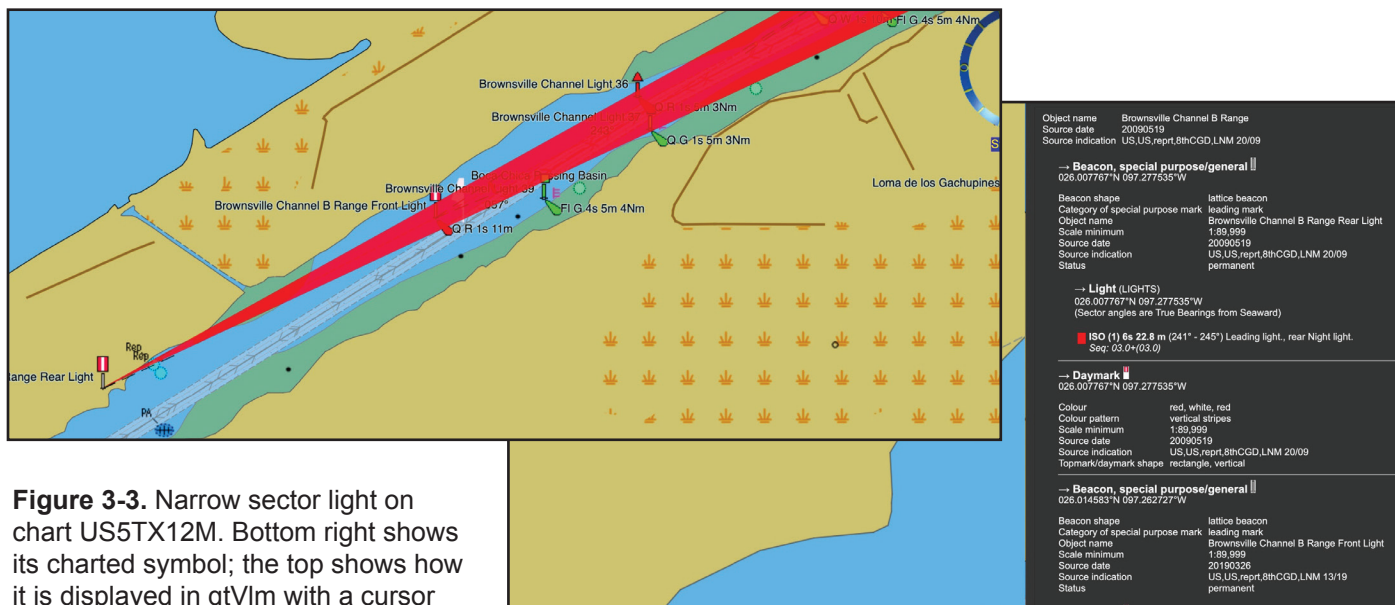 Q W 1s
Fl G 4s 5m 4Nm
Brownsville Channel Light 36
Q R 1s 5m 3Nm
Brownsville Channel Light 37
Q G 1s 5m 3Nm
Basin
Brownsville Channel 39
Loma de los Gachupines
Brownsville Channel B Range Front Light
Fl G 4s 5m 4Nm
Q R 1s 11m
Rep
Rep
ange Rear Light
PA
S
Object name Brownsville Channel B Range
Source date 20090519
Source indication US,US,reprt,8thCGD,LNM 20/09
→ Beacon, special purpose/general
026.007767°N 097.277535°W
Beacon shape lattice beacon
Category of special purpose mark leading mark
Object name Brownsville Channel B Range Rear Light
Scale minimum 1:89,999
Source date 20090519
Source indication US,US,reprt,8thCGD,LNM 20/09
Status permanent
→ Light (LIGHTS)
026.007767°N 097.277535°W
(Sector angles are True Bearings from Seaward)
ISO (1) 6s 22.8 m (241° - 245°) Leading light., rear Night light.
Seq: 03.0+(03.0)
→ Daymark
026.007767°N 097.277535°W
Colour red, white, red
Colour pattern vertical stripes
Scale minimum 1:89,999
Source date 20090519
Source indication US,US,reprt,8thCGD,LNM 20/09
Topmark/daymark shape rectangle, vertical
→ Beacon, special purpose/general
026.014583°N 097.262727°W
Beacon shape lattice beacon
Category of special purpose mark leading mark
Object name Brownsville Channel B Range Front Light
Scale minimum 1:89,999
Source date 20190326
Source indication US,US,reprt,8thCGD,LNM 13/19
Status permanent
Figure 3-3. Narrow sector light on
chart US5TX12M. Bottom right shows
its charted symbol; the top shows how
it is displayed in qtVlm with a cursor